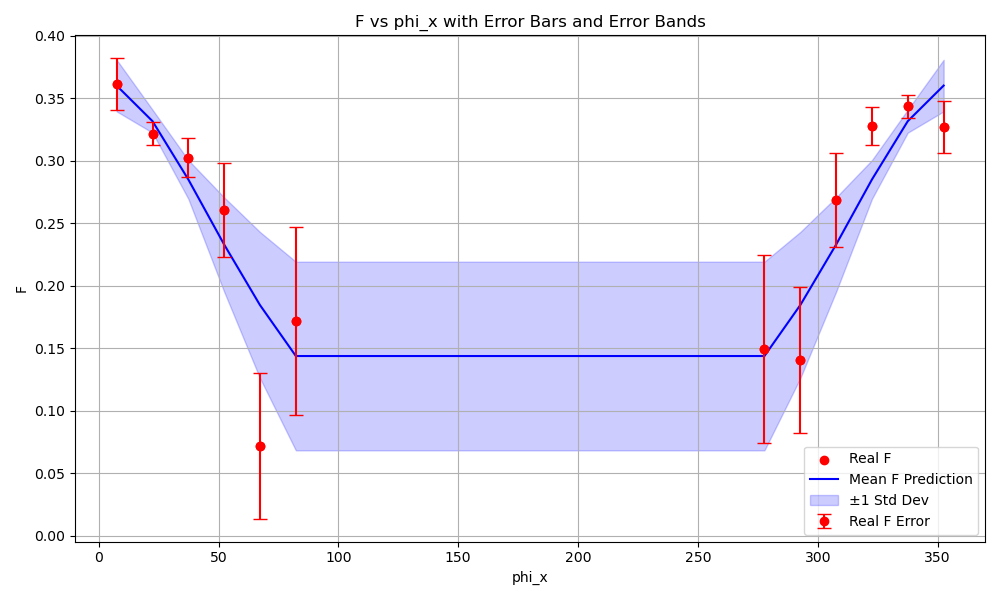 F vs phi_x with Error Bars and Error Bands
F
0.40
0.35
0.30
0.25
0.20
0.15
0.10
0.05
0.00
0 50 100 150 200 250 300 350
phi_x
Real F
Mean F Prediction
±1 Std Dev
Real F Error